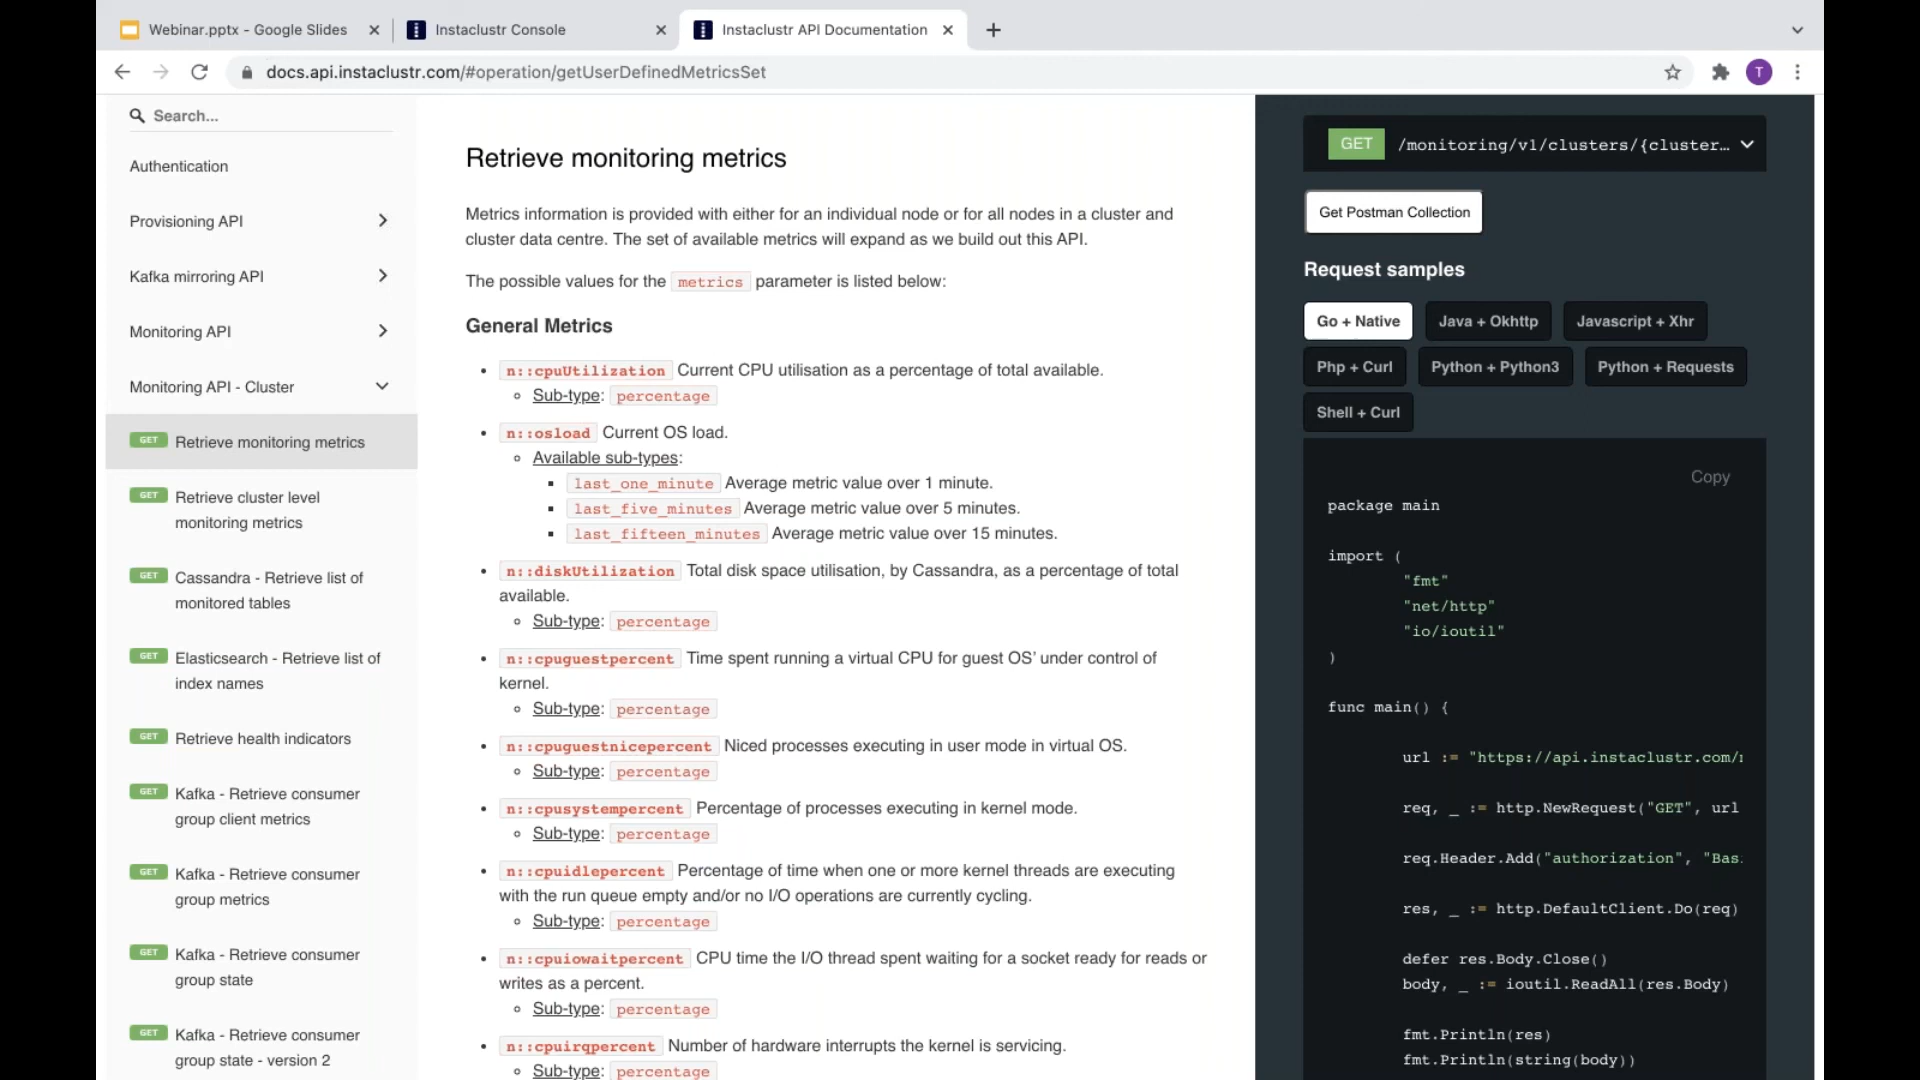 Webinar.pptx - Google Slides
Instaclustr Console
Instaclustr API Documentation
docs.api.instaclustr.com/#operation/getUserDefinedMetricsSet
T
Search...
Authentication
Provisioning API
Kafka mirroring API
Monitoring API
Monitoring API - Cluster
GET Retrieve monitoring metrics
GET Retrieve cluster level
monitoring metrics
GET Cassandra - Retrieve list of
monitored tables
GET Elasticsearch - Retrieve list of
index names
GET Retrieve health indicators
GET Kafka - Retrieve consumer
group client metrics
GET Kafka - Retrieve consumer
group metrics
GET Kafka - Retrieve consumer
group state
GET Kafka - Retrieve consumer
group state - version 2
Retrieve monitoring metrics
Metrics information is provided with either for an individual node or for all nodes in a cluster and
cluster data centre. The set of available metrics will expand as we build out this API.
The possible values for the metrics parameter is listed below:
General Metrics
n::cpuUtilization Current CPU utilisation as a percentage of total available.
Sub-type: percentage
n::osload Current OS load.
Available sub-types:
last_one_minute Average metric value over 1 minute.
last_five_minutes Average metric value over 5 minutes.
last_fifteen_minutes Average metric value over 15 minutes.
n::diskUtilization Total disk space utilisation, by Cassandra, as a percentage of total
available.
Sub-type: percentage
n::cpuguestpercent Time spent running a virtual CPU for guest OS' under control of
kernel.
Sub-type: percentage
n::cpuguestnicepercent Niced processes executing in user mode in virtual OS.
Sub-type: percentage
n::cpusystempercent Percentage of processes executing in kernel mode.
Sub-type: percentage
n::cpuidlepercent Percentage of time when one or more kernel threads are executing
with the run queue empty and/or no I/O operations are currently cycling.
Sub-type: percentage
n::cpuiowaitpercent CPU time the I/O thread spent waiting for a socket ready for reads or
writes as a percent.
Sub-type: percentage
n::cpuirqpercent Number of hardware interrupts the kernel is servicing.
Sub-type: percentage
GET /monitoring/v1/clusters/{cluster…
Get Postman Collection
Request samples
Go + Native Java + Okhttp Javascript + Xhr
Php + Curl Python + Python3 Python + Requests
Shell + Curl
Copy
package main
import (
"fmt"
"net/http"
"io/ioutil"
)
func main() {
url := "https://api.instaclustr.com/
req, _ := http.NewRequest("GET", url
req.Header.Add("authorization", "Bas
res, _ := http.DefaultClient.Do(req)
defer res.Body.Close()
body, _ := ioutil.ReadAll(res.Body)
fmt.Println(res)
fmt.Println(string(body))